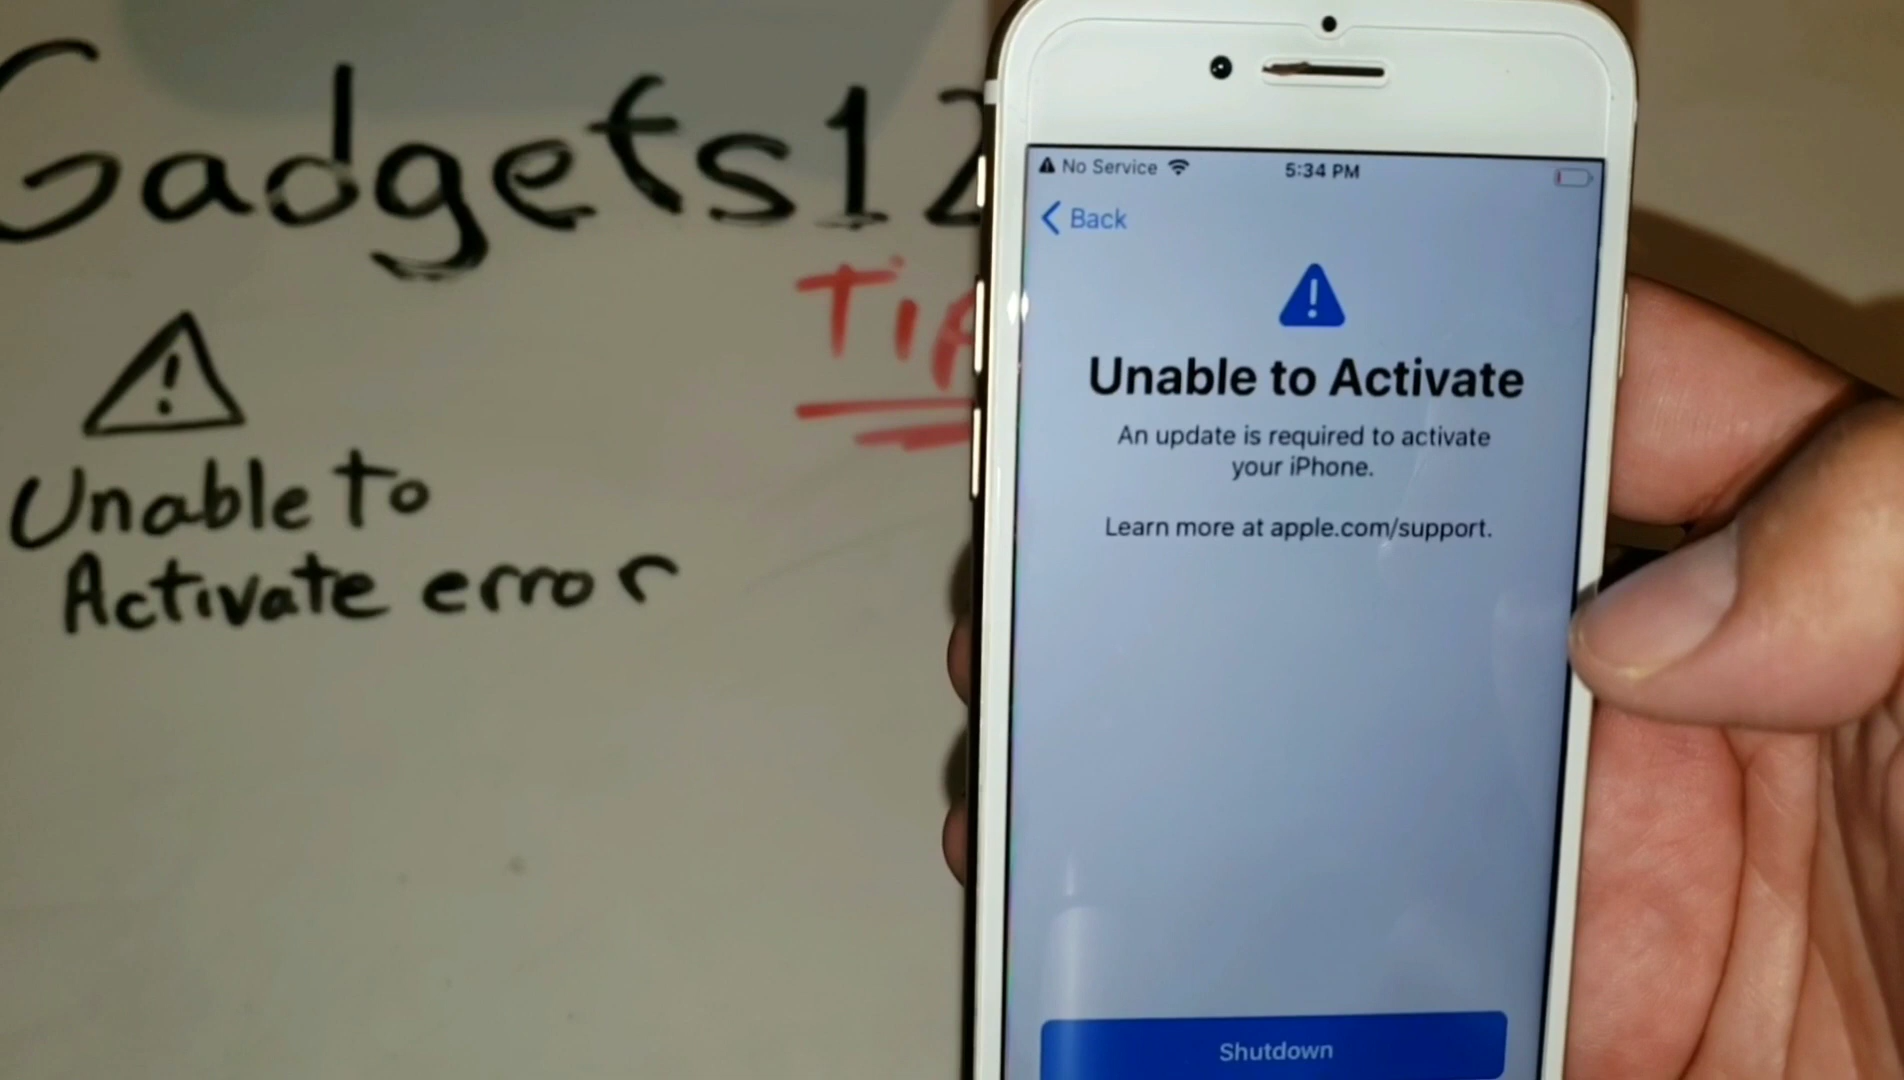 Gadgets12
Tip
Unable to
Activate error
No Service
5:34 PM
Back
Unable to Activate
An update is required to activate
your iPhone.
Learn more at apple.com/support.
Shutdown